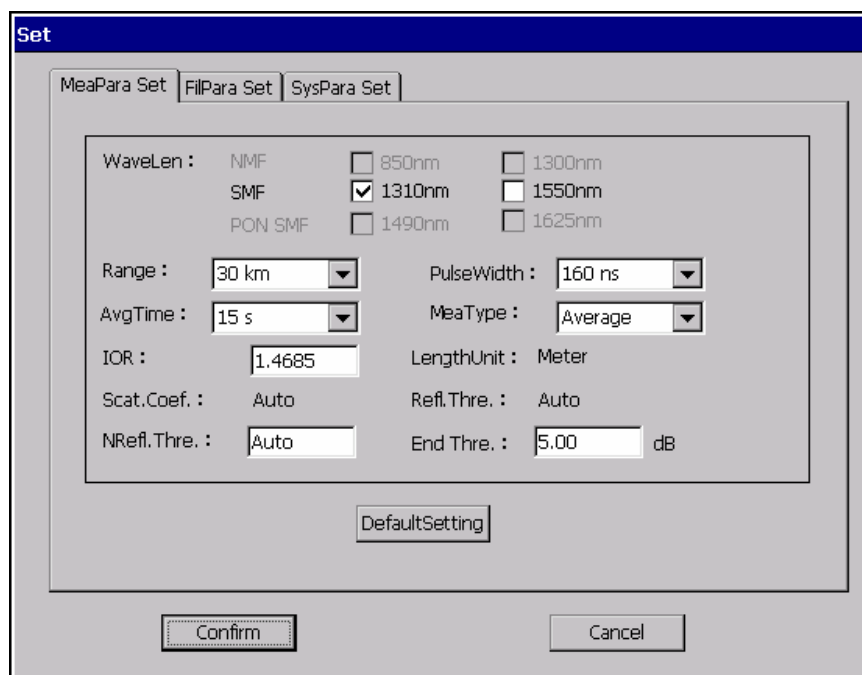 Set
MeaPara Set FilPara Set SysPara Set
WaveLen : NMF 850nm 1300nm
SMF 1310nm 1550nm
PON SMF 1490nm 1625nm
Range : 30 km PulseWidth : 160 ns
AvgTime : 15 s MeaType : Average
IOR : 1.4685 LengthUnit : Meter
Scat.Coef. : Auto Refl.Thre. : Auto
NRefl.Thre. : Auto End Thre. : 5.00 dB
DefaultSetting
Confirm Cancel